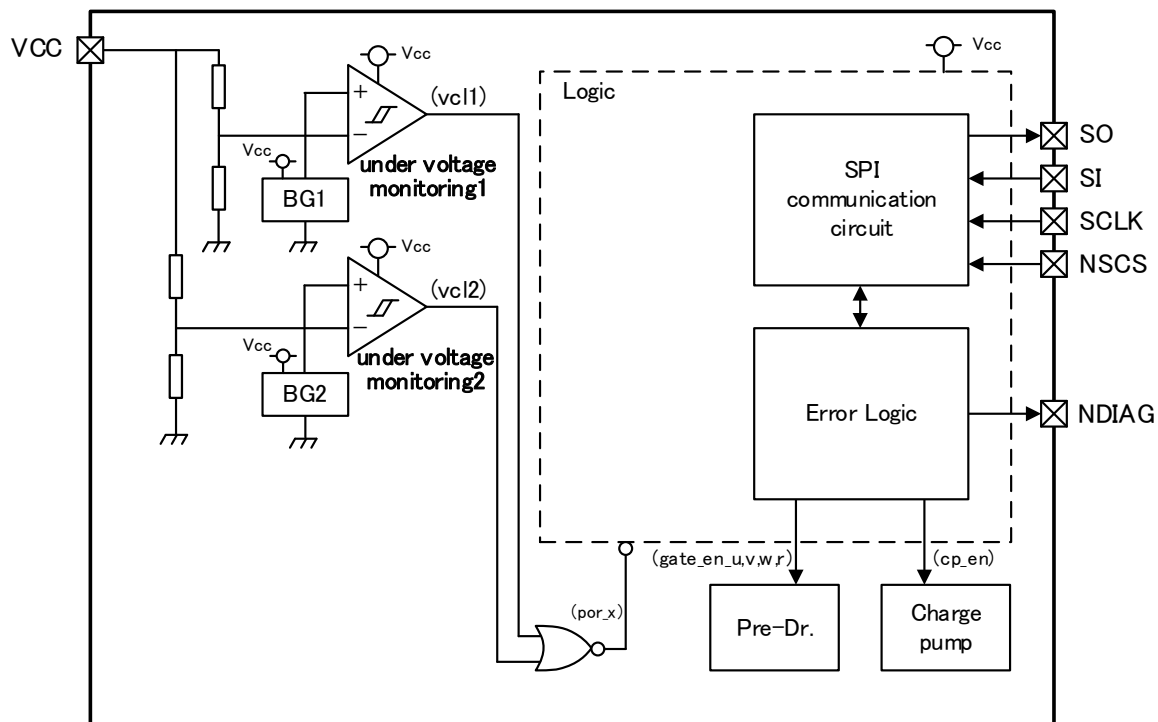 VCC
Vcc
Vcc
Logic
(vcl1)
+
−
Vcc
under voltage
monitoring1
BG1
SPI
communication
circuit
SO
SI
SCLK
NSCS
Vcc
(vcl2)
+
−
Vcc
under voltage
monitoring2
BG2
Error Logic
NDIAG
(gate_en_u,v,w,r)
(cp_en)
(por_x)
Pre-Dr.
Charge
pump